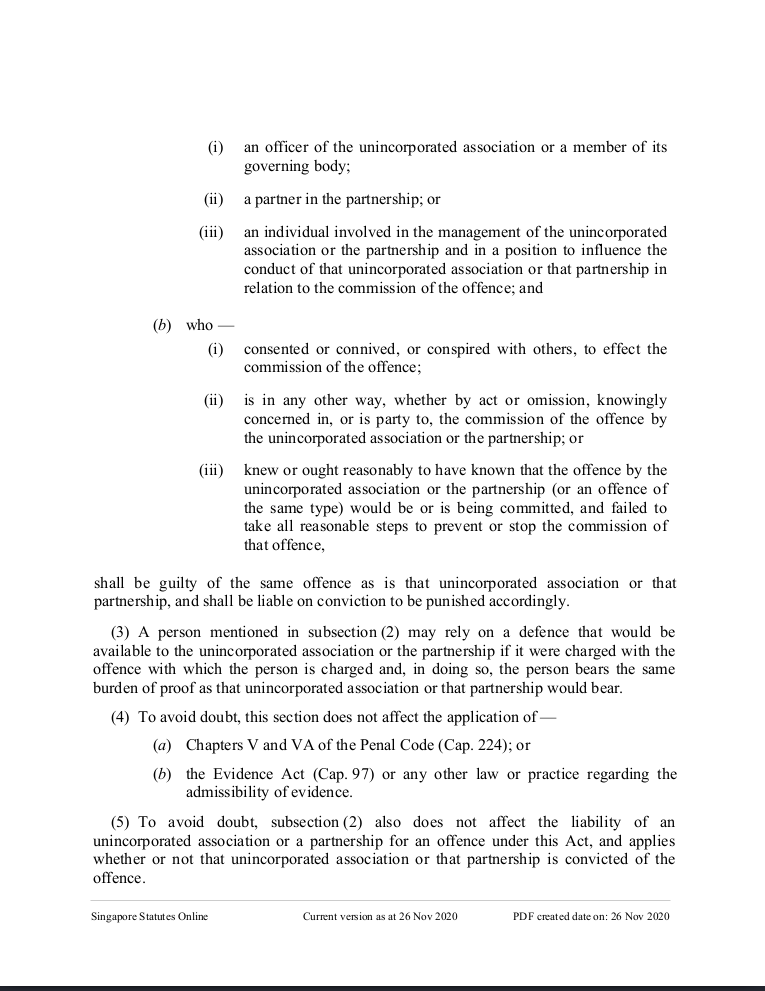 (i) an officer of the unincorporated association or a member of its
governing body;
(ii) a partner in the partnership; or
(iii) an individual involved in the management of the unincorporated
association or the partnership and in a position to influence the
conduct of that unincorporated association or that partnership in
relation to the commission of the offence; and
(b) who —
(i) consented or connived, or conspired with others, to effect the
commission of the offence;
(ii) is in any other way, whether by act or omission, knowingly
concerned in, or is party to, the commission of the offence by
the unincorporated association or the partnership; or
(iii) knew or ought reasonably to have known that the offence by the
unincorporated association or the partnership (or an offence of
the same type) would be or is being committed, and failed to
take all reasonable steps to prevent or stop the commission of
that offence,
shall be guilty of the same offence as is that unincorporated association or that
partnership, and shall be liable on conviction to be punished accordingly.
(3) A person mentioned in subsection (2) may rely on a defence that would be
available to the unincorporated association or the partnership if it were charged with the
offence with which the person is charged and, in doing so, the person bears the same
burden of proof as that unincorporated association or that partnership would bear.
(4) To avoid doubt, this section does not affect the application of —
(a) Chapters V and VA of the Penal Code (Cap. 224); or
(b) the Evidence Act (Cap. 97) or any other law or practice regarding the
admissibility of evidence.
(5) To avoid doubt, subsection (2) also does not affect the liability of an
unincorporated association or a partnership for an offence under this Act, and applies
whether or not that unincorporated association or that partnership is convicted of the
offence.
Singapore Statutes Online Current version as at 26 Nov 2020 PDF created date on: 26 Nov 2020